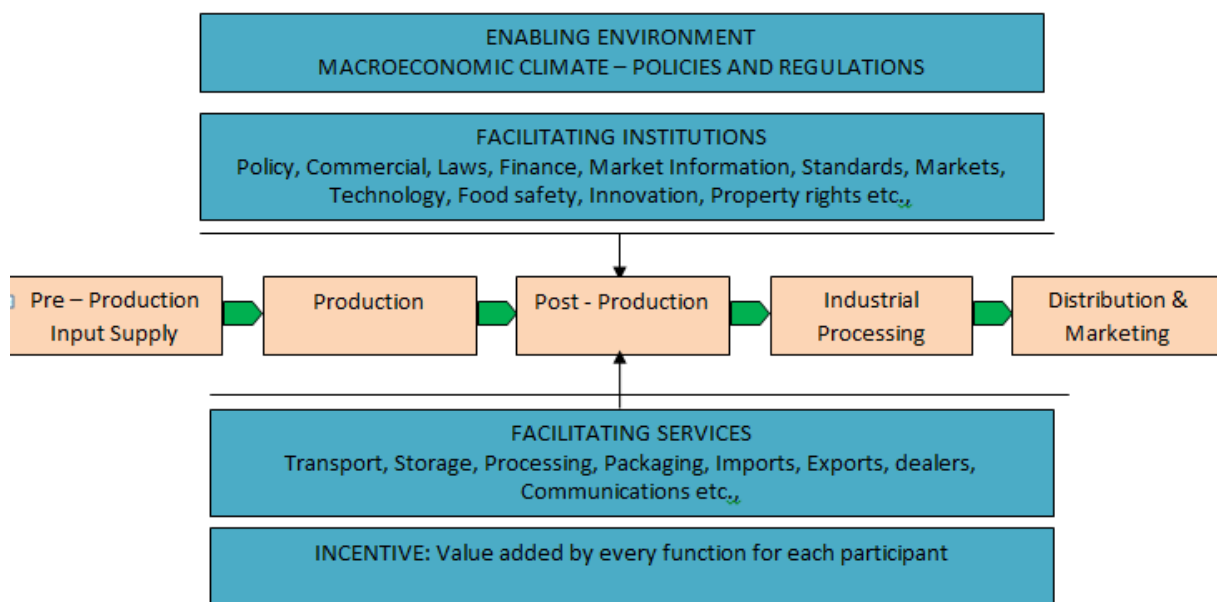 ENABLING ENVIRONMENT
MACROECONOMIC CLIMATE – POLICIES AND REGULATIONS
FACILITATING INSTITUTIONS
Policy, Commercial, Laws, Finance, Market Information, Standards, Markets,
Technology, Food safety, Innovation, Property rights etc.,
Pre – Production
Input Supply
Production
Post - Production
Industrial
Processing
Distribution &
Marketing
FACILITATING SERVICES
Transport, Storage, Processing, Packaging, Imports, Exports, dealers,
Communications etc.,
INCENTIVE: Value added by every function for each participant